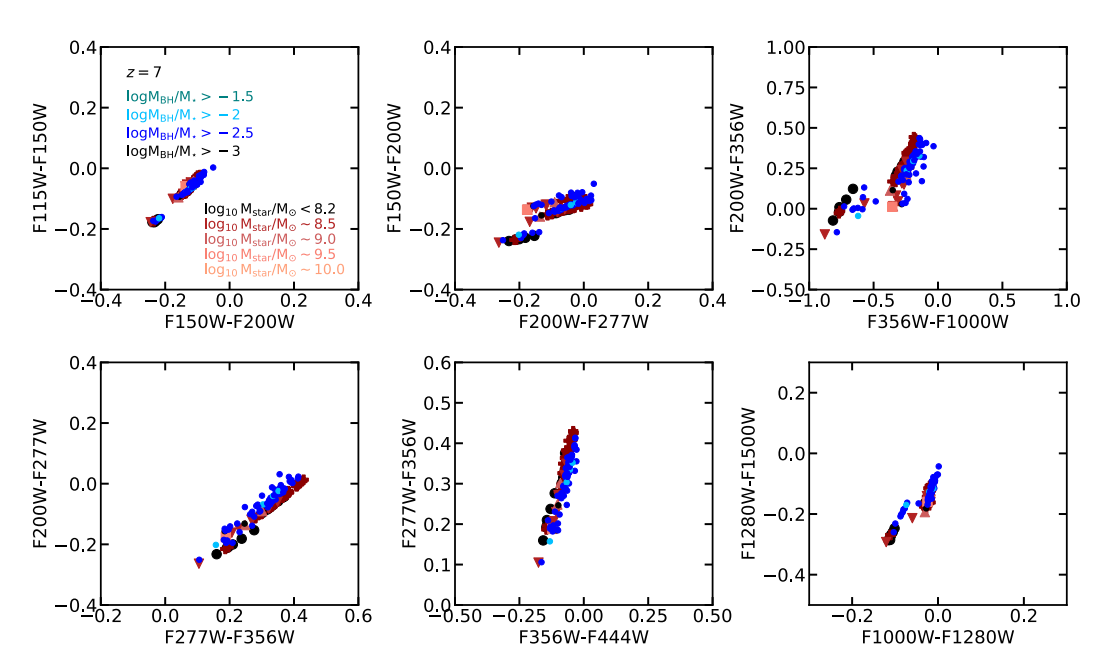 0.4
0.2
0.0
−0.2
−0.4
F115W-F150W
z = 7
logM_BH/M⋆ > −1.5
logM_BH/M⋆ > −2
logM_BH/M⋆ > −2.5
logM_BH/M⋆ > −3
log₁₀ M_star/M⊙ < 8.2
log₁₀ M_star/M⊙ ~ 8.5
log₁₀ M_star/M⊙ ~ 9.0
log₁₀ M_star/M⊙ ~ 9.5
log₁₀ M_star/M⊙ ~ 10.0
−0.4 −0.2 0.0 0.2 0.4
F150W-F200W
0.4
0.2
0.0
−0.2
−0.4
F150W-F200W
−0.4 −0.2 0.0 0.2 0.4
F200W-F277W
1.00
0.75
0.50
0.25
0.00
−0.25
−0.50
F200W-F356W
−1.0 −0.5 0.0 0.5 1.0
F356W-F1000W
0.4
0.2
0.0
−0.2
−0.4
F200W-F277W
−0.2 0.0 0.2 0.4 0.6
F277W-F356W
0.6
0.5
0.4
0.3
0.2
0.1
0.0
F277W-F356W
−0.50 −0.25 0.00 0.25 0.50
F356W-F444W
0.2
0.0
−0.2
−0.4
F1280W-F1500W
−0.2 0.0 0.2
F1000W-F1280W